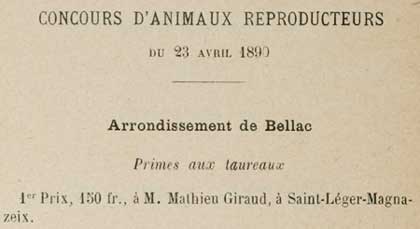 CONCOURS D'ANIMAUX REPRODUCTEURS
DU 23 AVRIL 1890
Arrondissement de Bellac
Primes aux taureaux
1er Prix, 150 fr., à M. Mathieu Giraud, à Saint-Léger-Magna-
zeix.